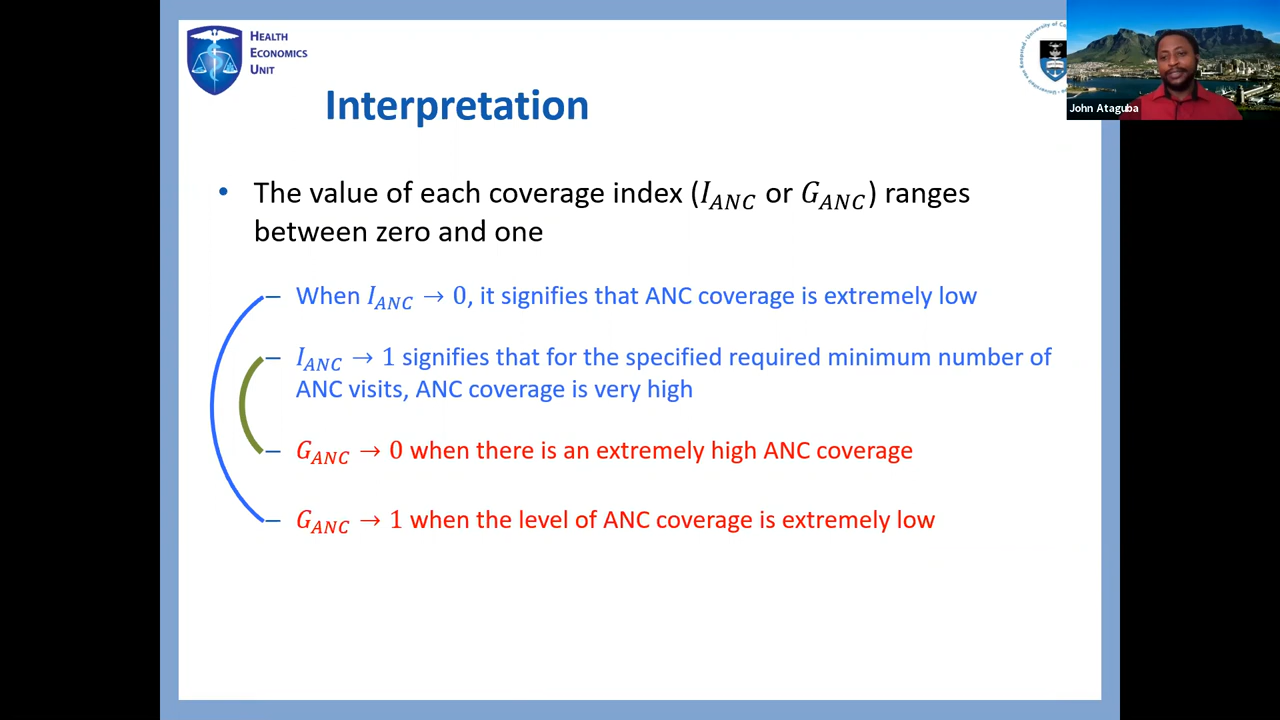 HEALTH
ECONOMICS
UNIT
John Ataguba
Interpretation
• The value of each coverage index (I_ANC or G_ANC) ranges
between zero and one
– When I_ANC → 0, it signifies that ANC coverage is extremely low
– I_ANC → 1 signifies that for the specified required minimum number of
ANC visits, ANC coverage is very high
– G_ANC → 0 when there is an extremely high ANC coverage
– G_ANC → 1 when the level of ANC coverage is extremely low